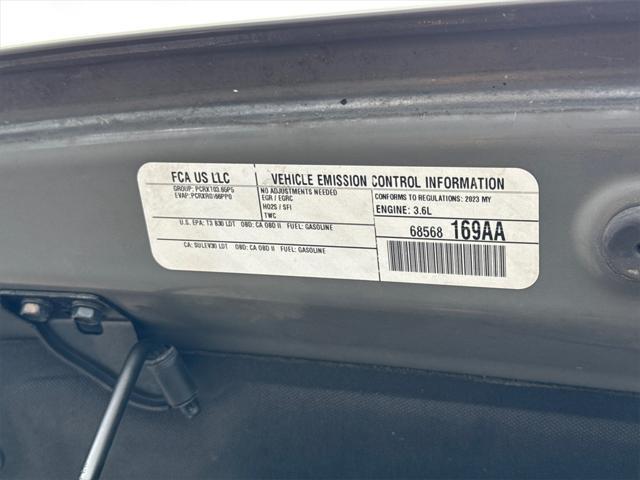 FCA US LLC
GROUP: PCRXT03.65P5
EVAP: PCRXR0166PP0
VEHICLE EMISSION CONTROL INFORMATION
NO ADJUSTMENTS NEEDED
EGR / EGRC
HO2S / SFI
TWC
CONFORMS TO REGULATIONS: 2023 MY
ENGINE: 3.6L
U.S. EPA: T3 B30 LDT OBD: CA OBD II FUEL: GASOLINE
CA: SULEV30 LDT OBD: CA OBD II FUEL: GASOLINE
68568 169AA